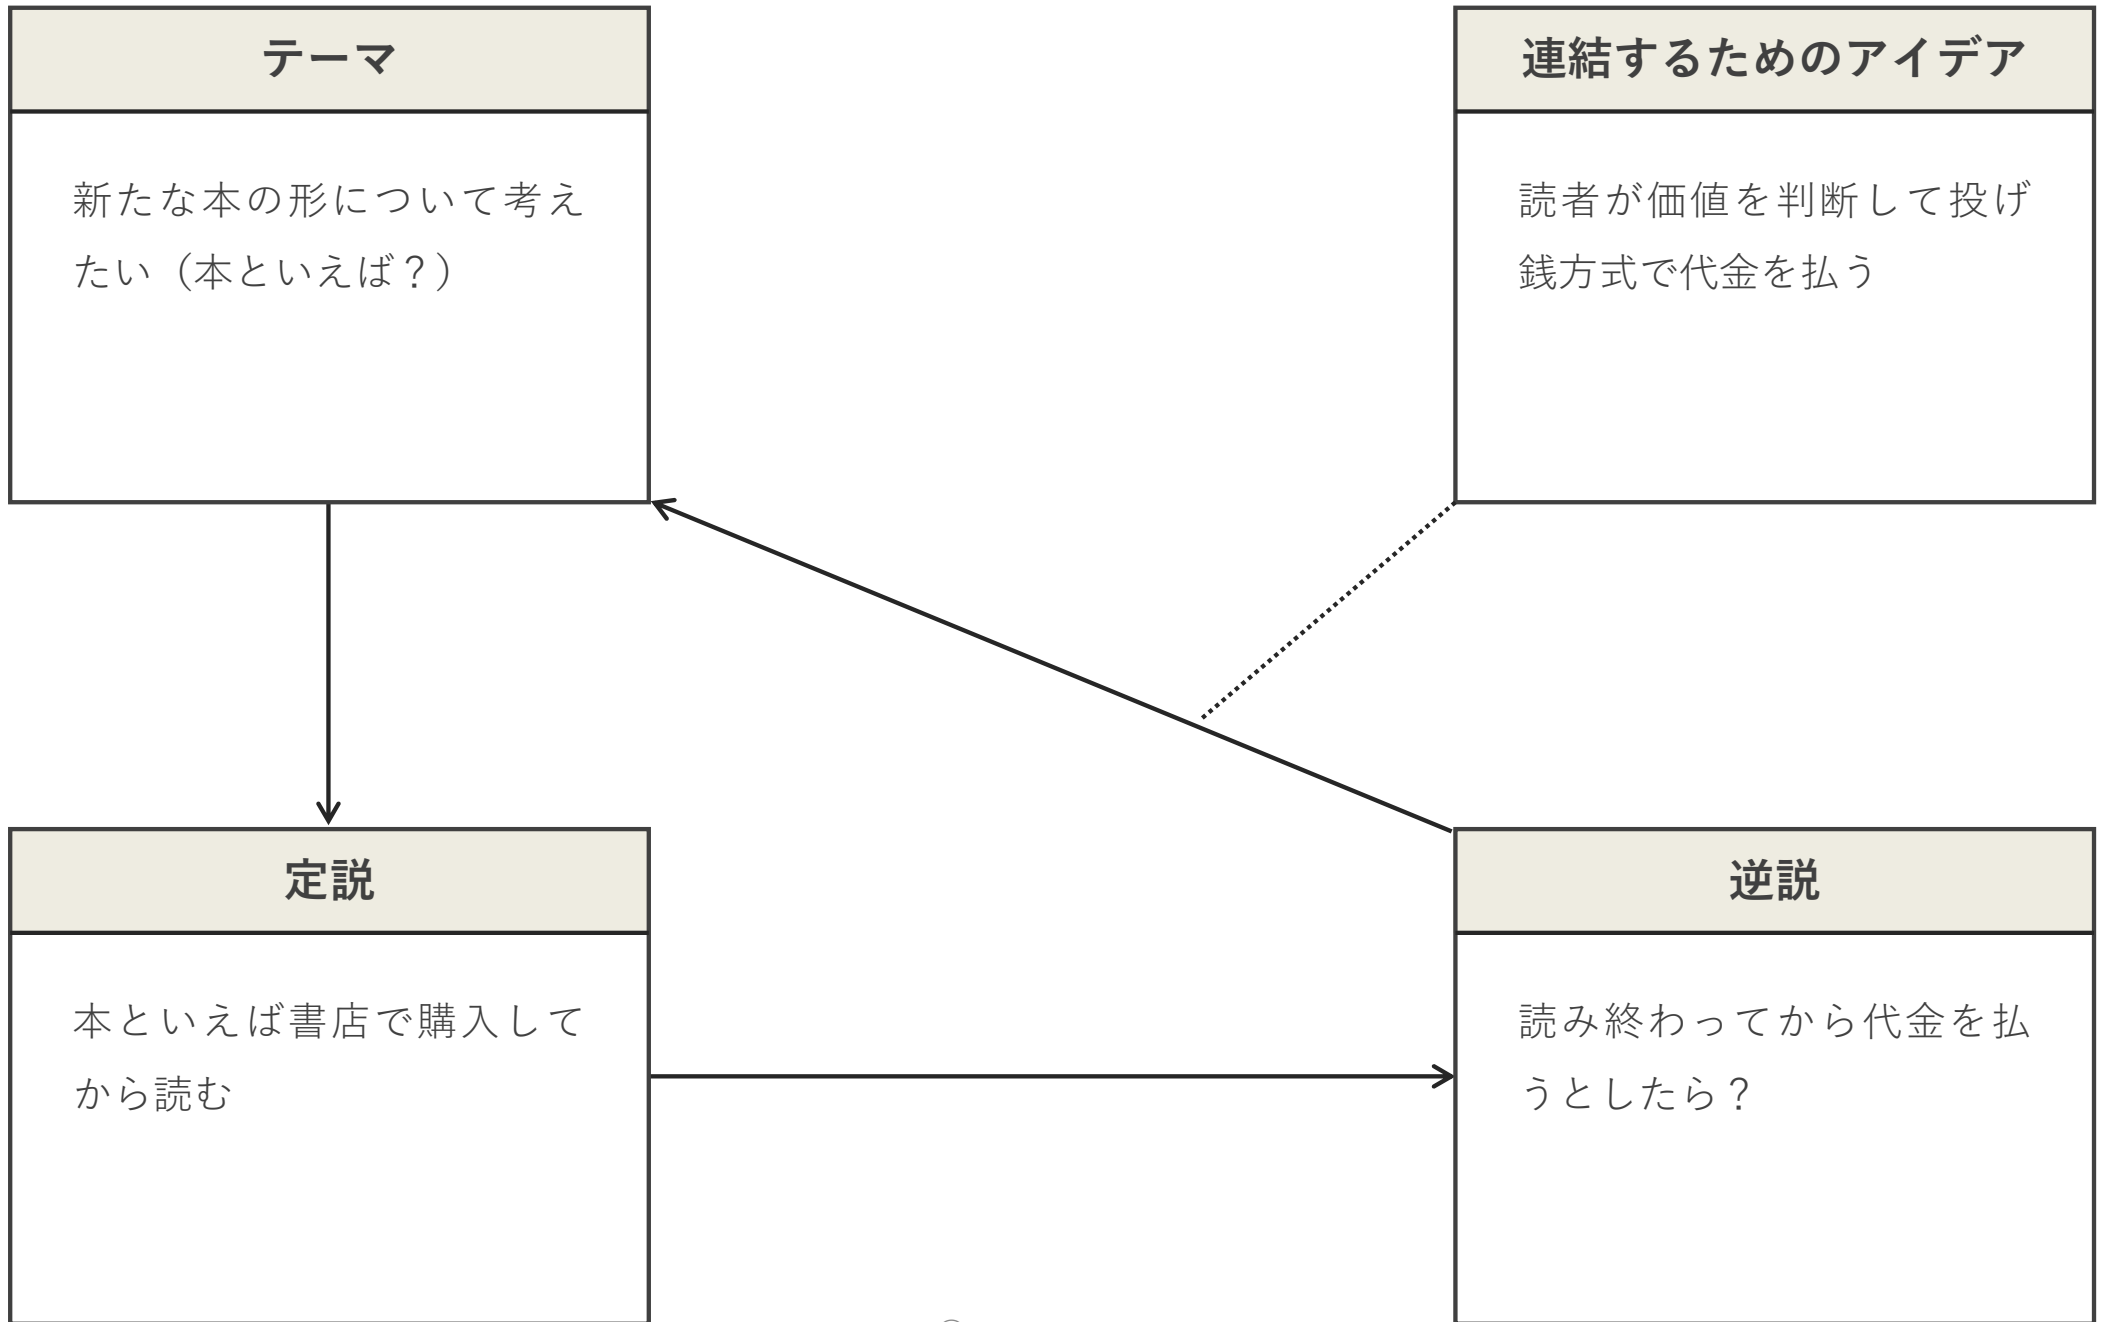 テーマ
新たな本の形について考え
たい（本といえば？）
連結するためのアイデア
読者が価値を判断して投げ
銭方式で代金を払う
定説
本といえば書店で購入して
から読む
逆説
読み終わってから代金を払
うとしたら？